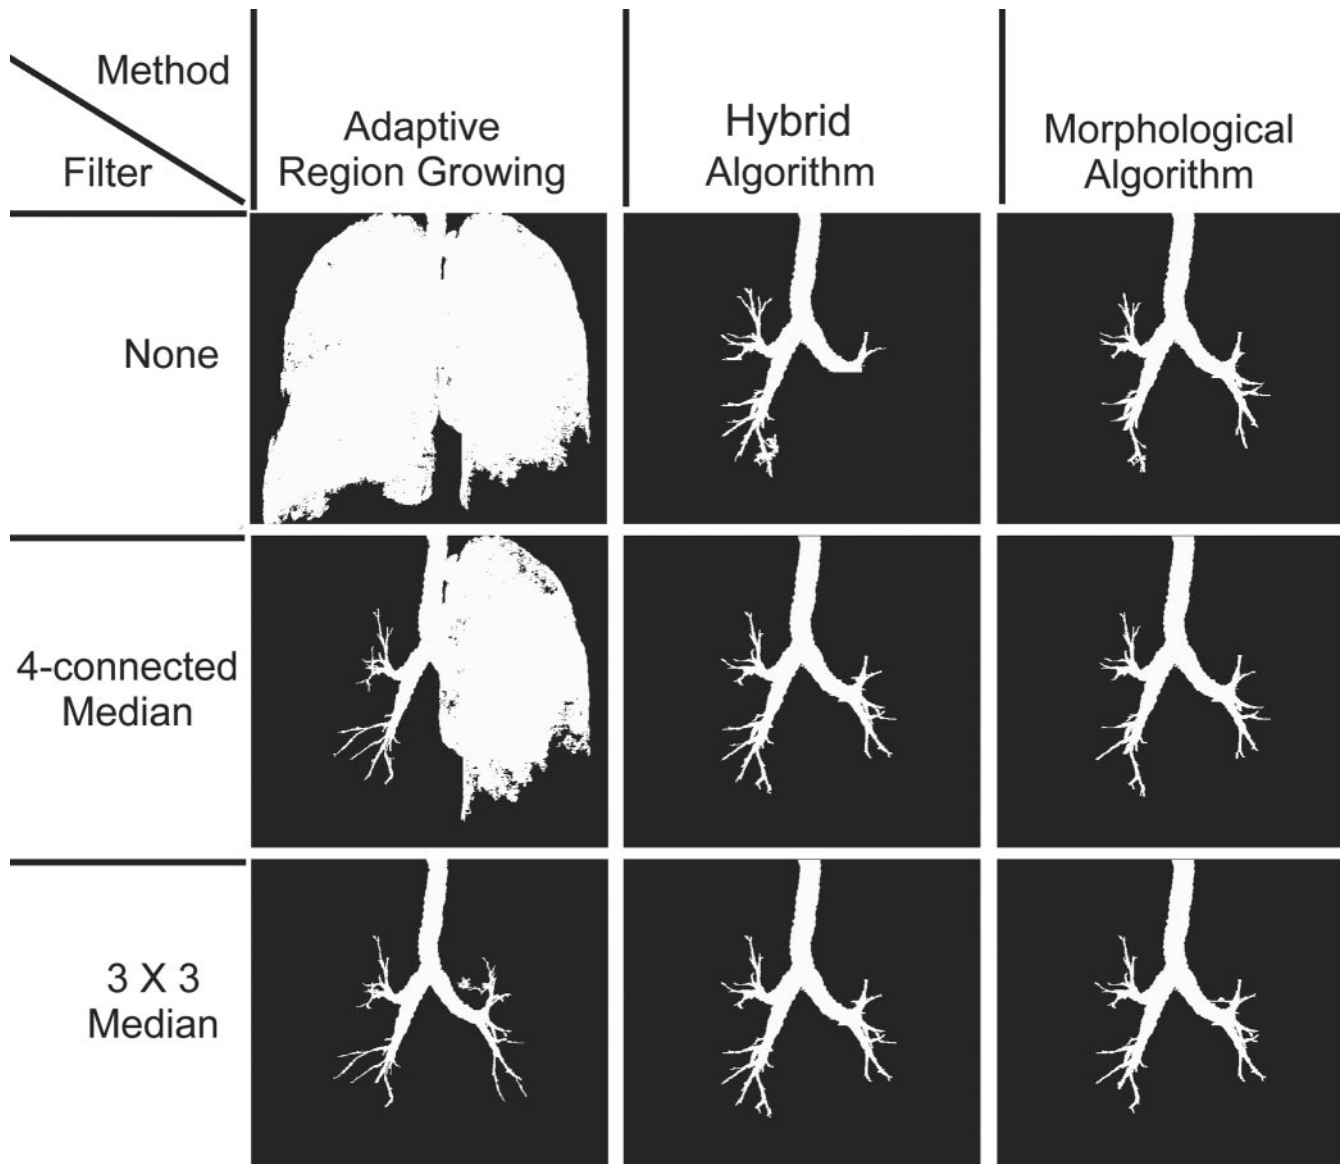 Method
Filter
Adaptive
Region Growing
Hybrid
Algorithm
Morphological
Algorithm
None
4-connected
Median
3 X 3
Median